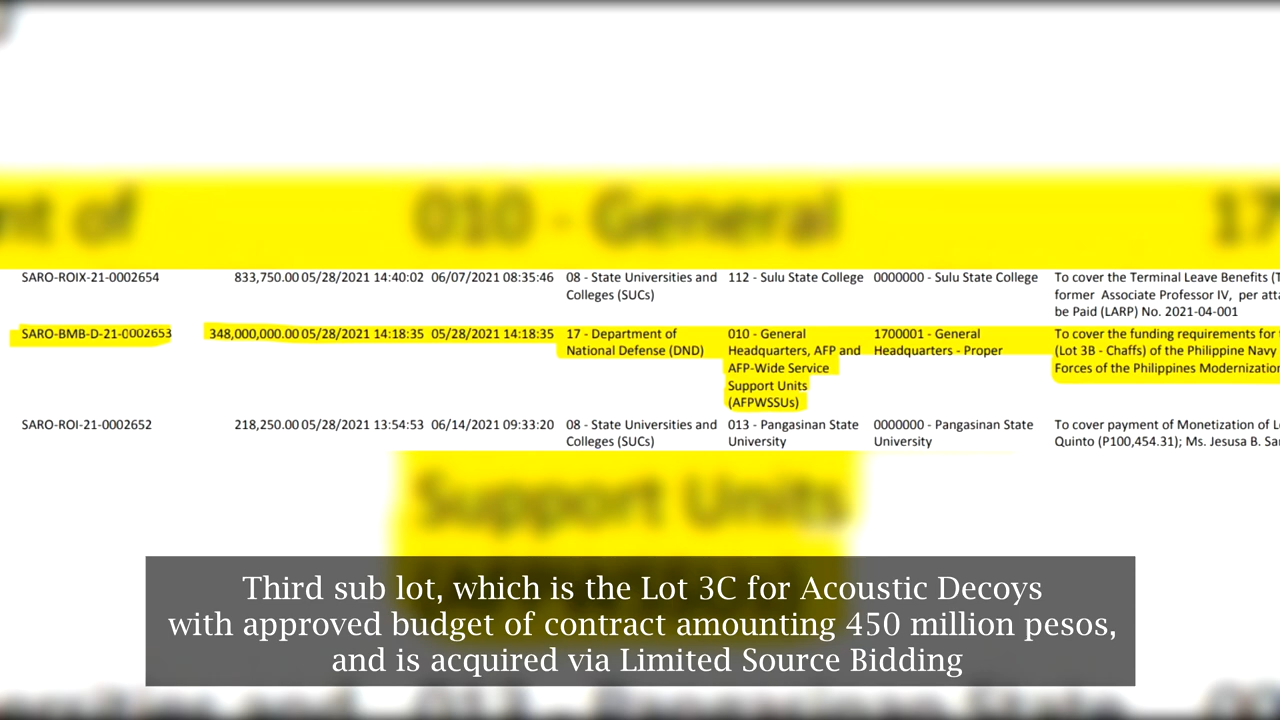 nt of 010 - General 17
SARO-ROIX-21-0002654 833,750.00 05/28/2021 14:40:02 06/07/2021 08:35:46 08 - State Universities and 112 - Sulu State College 0000000 - Sulu State College To cover the Terminal Leave Benefits (T
Colleges (SUCs) former Associate Professor IV, per atta
be Paid (LARP) No. 2021-04-001
SARO-BMB-D-21-0002653 348,000,000.00 05/28/2021 14:18:35 05/28/2021 14:18:35 17 - Department of 010 - General 1700001 - General To cover the funding requirements for
National Defense (DND) Headquarters, AFP and Headquarters - Proper (Lot 3B - Chaffs) of the Philippine Navy
AFP-Wide Service Forces of the Philippines Modernization
Support Units
(AFPWSSUs)
SARO-ROI-21-0002652 218,250.00 05/28/2021 13:54:53 06/14/2021 09:33:20 08 - State Universities and 013 - Pangasinan State 0000000 - Pangasinan State To cover payment of Monetization of L
Colleges (SUCs) University University Quinto (P100,454.31); Ms. Jesusa B. Sa
Support Units
Third sub lot, which is the Lot 3C for Acoustic Decoys
with approved budget of contract amounting 450 million pesos,
and is acquired via Limited Source Bidding